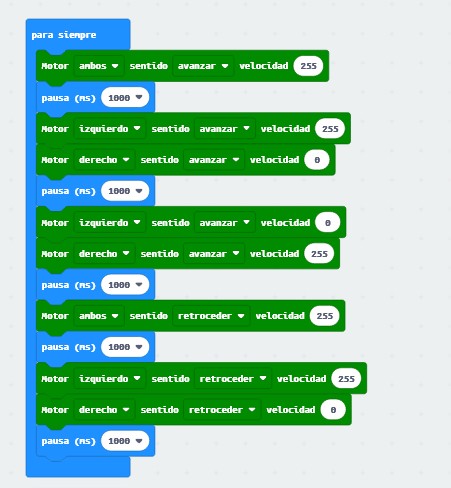 para siempre
Motor ambos sentido avanzar velocidad 255
pausa (ms) 1000
Motor izquierdo sentido avanzar velocidad 255
Motor derecho sentido avanzar velocidad 0
pausa (ms) 1000
Motor izquierdo sentido avanzar velocidad 0
Motor derecho sentido avanzar velocidad 255
pausa (ms) 1000
Motor ambos sentido retroceder velocidad 255
pausa (ms) 1000
Motor izquierdo sentido retroceder velocidad 255
Motor derecho sentido retroceder velocidad 0
pausa (ms) 1000